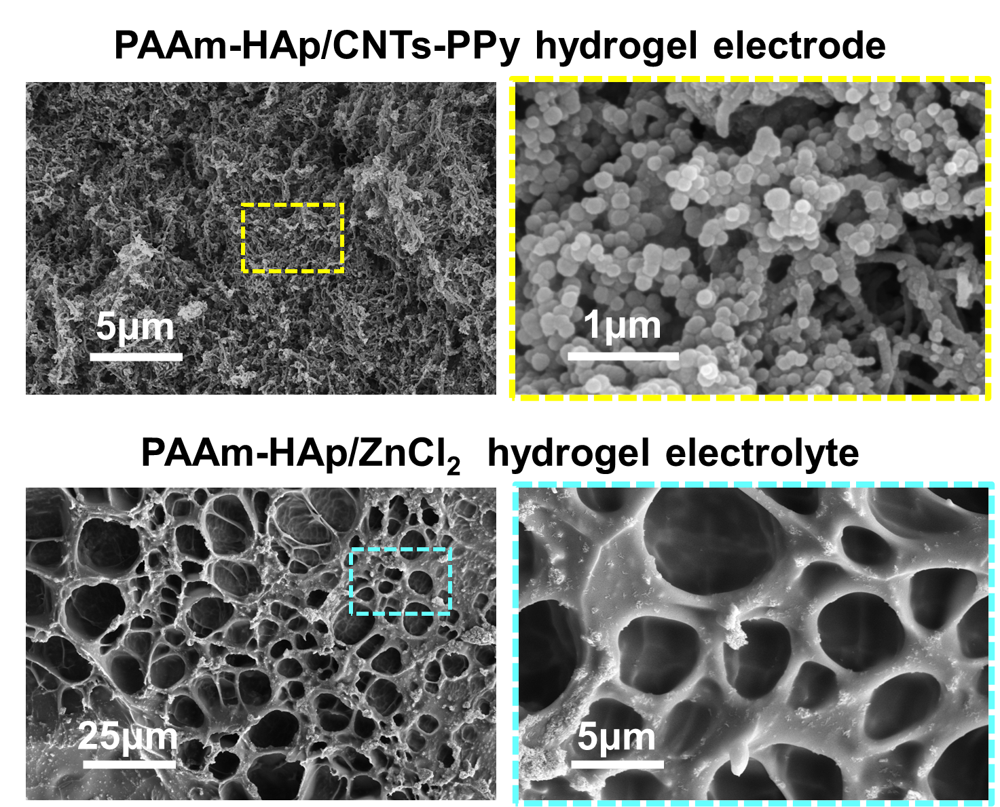 PAAm-HAp/CNTs-PPy hydrogel electrode
5μm
1μm
PAAm-HAp/ZnCl₂ hydrogel electrolyte
25μm
5μm